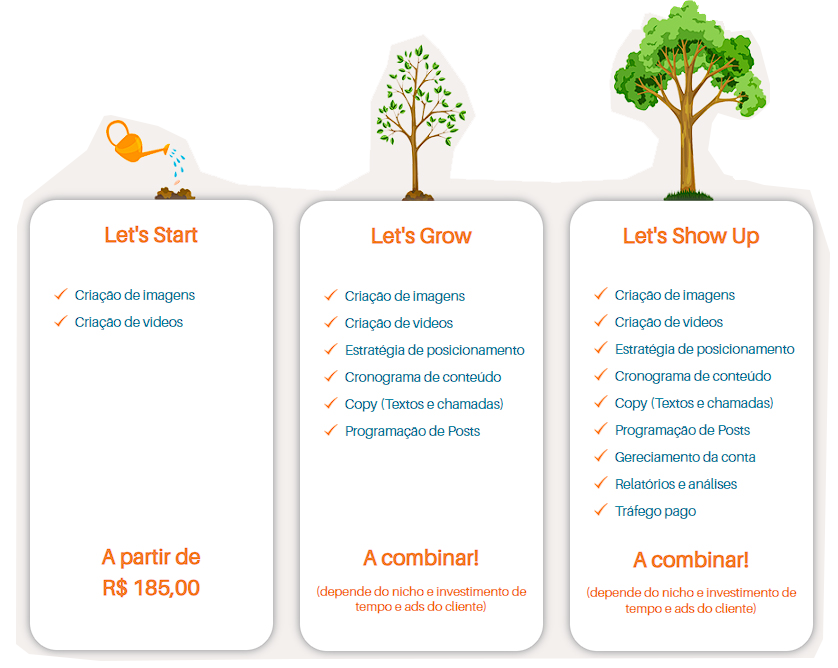 Let's Start
Criação de imagens
Criação de videos
A partir de
R$ 185,00
Let's Grow
Criação de imagens
Criação de videos
Estratégia de posicionamento
Cronograma de conteúdo
Copy (Textos e chamadas)
Programação de Posts
A combinar!
(depende do nicho e investimento de
tempo e ads do cliente)
Let's Show Up
Criação de imagens
Criação de videos
Estratégia de posicionamento
Cronograma de conteúdo
Copy (Textos e chamadas)
Programação de Posts
Gereciamento da conta
Relatórios e análises
Tráfego pago
A combinar!
(depende do nicho e investimento de
tempo e ads do cliente)